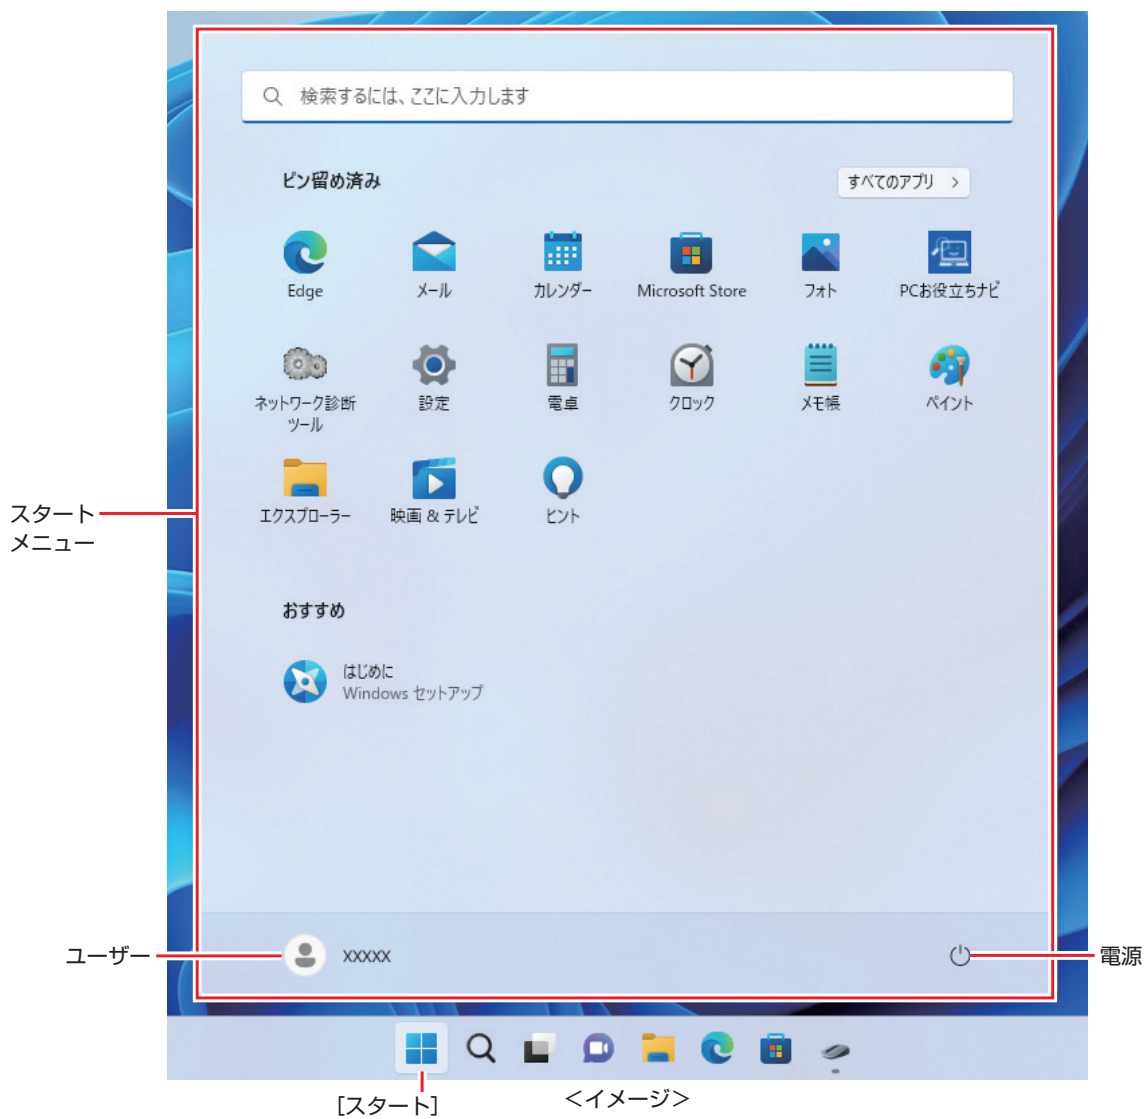 検索するには、ここに入力します
ピン留め済み
すべてのアプリ >
Edge
メール
カレンダー
Microsoft Store
フォト
PCお役立ちナビ
ネットワーク診断
ツール
設定
電卓
クロック
メモ帳
ペイント
エクスプローラー
映画 & テレビ
ヒント
スタート
メニュー
おすすめ
はじめに
Windows セットアップ
ユーザー
XXXXX
電源
[スタート]
＜イメージ＞